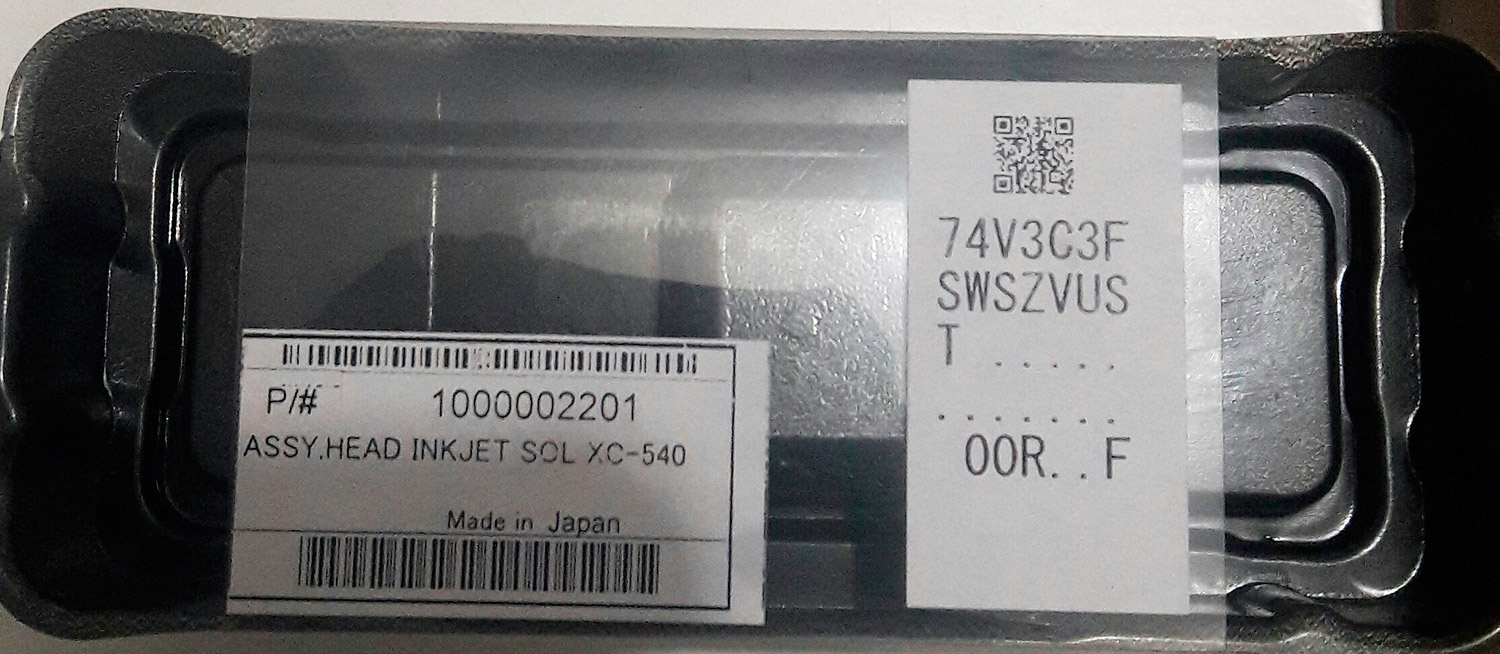 P/# 1000002201
ASSY,HEAD INKJET SOL XC-540
Made in Japan
74V3C3F
SWSZVUS
T . . . . .
. . . . . . .
00R. . F